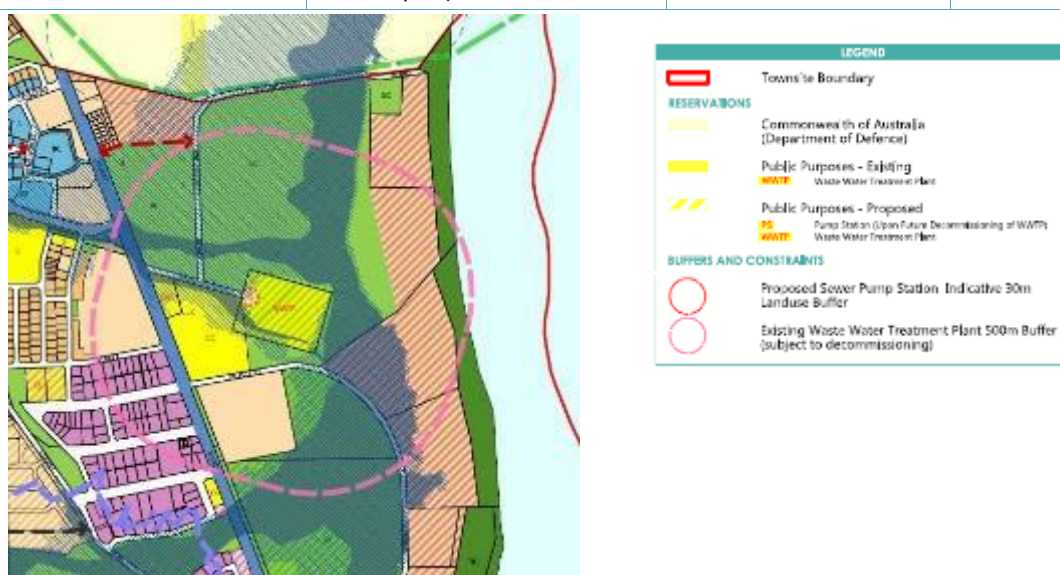 LEGEND
Townsite Boundary
RESERVATIONS
Commonwealth of Australia
(Department of Defence)
Public Purposes - Existing
WWTP Waste Water Treatment Plant
Public Purposes - Proposed
PS Pump Station (Upon Future Decommissioning of WWTP)
WWTP Waste Water Treatment Plant
BUFFERS AND CONSTRAINTS
Proposed Sewer Pump Station Indicative 30m
Landuse Buffer
Existing Waste Water Treatment Plant 500m Buffer
(subject to decommissioning)
WWTP